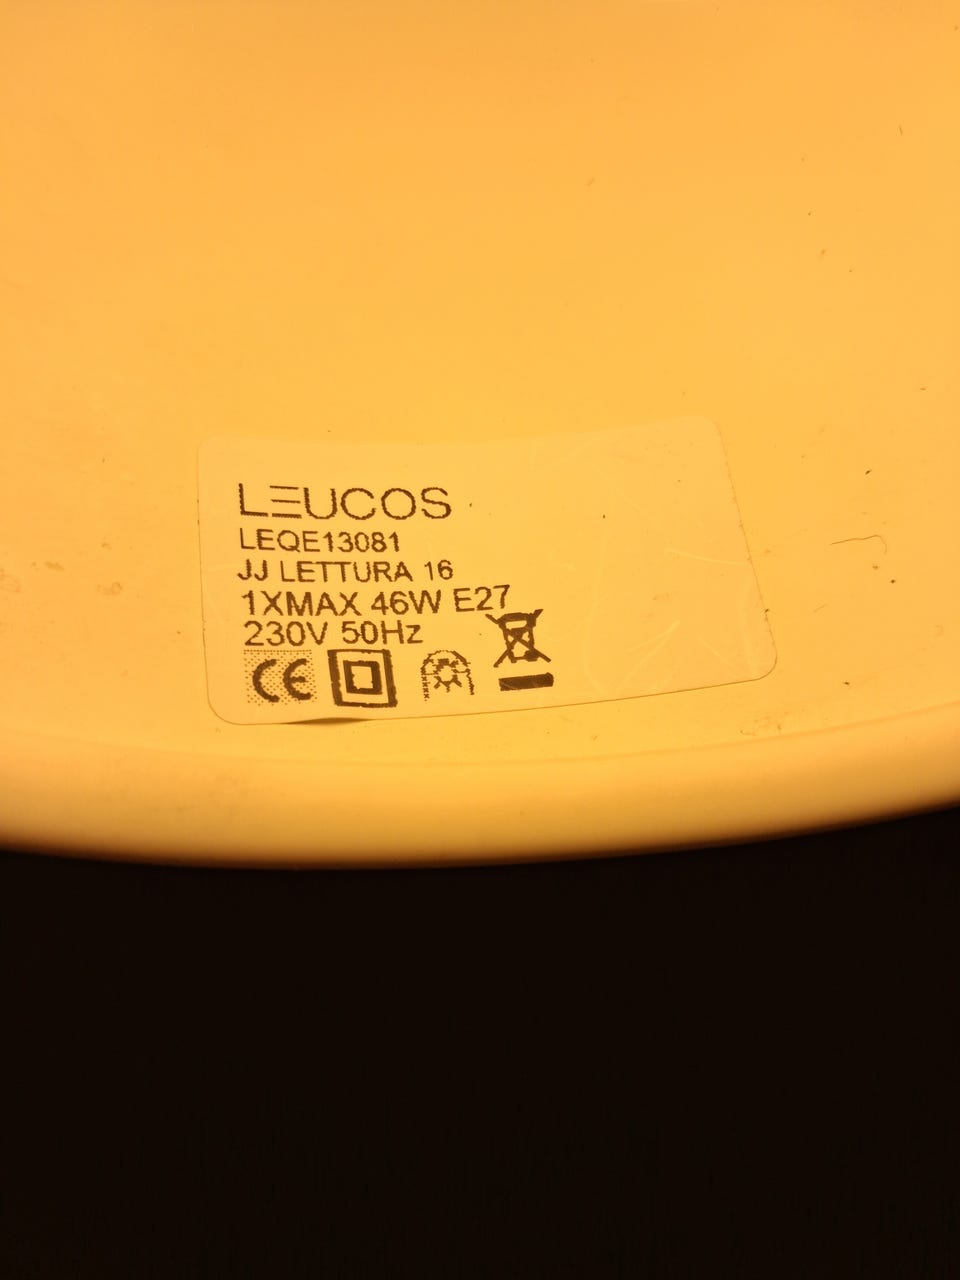 LEUCOS
LEQE13081
JJ LETTURA 16
1XMAX 46W E27
230V 50Hz
CE